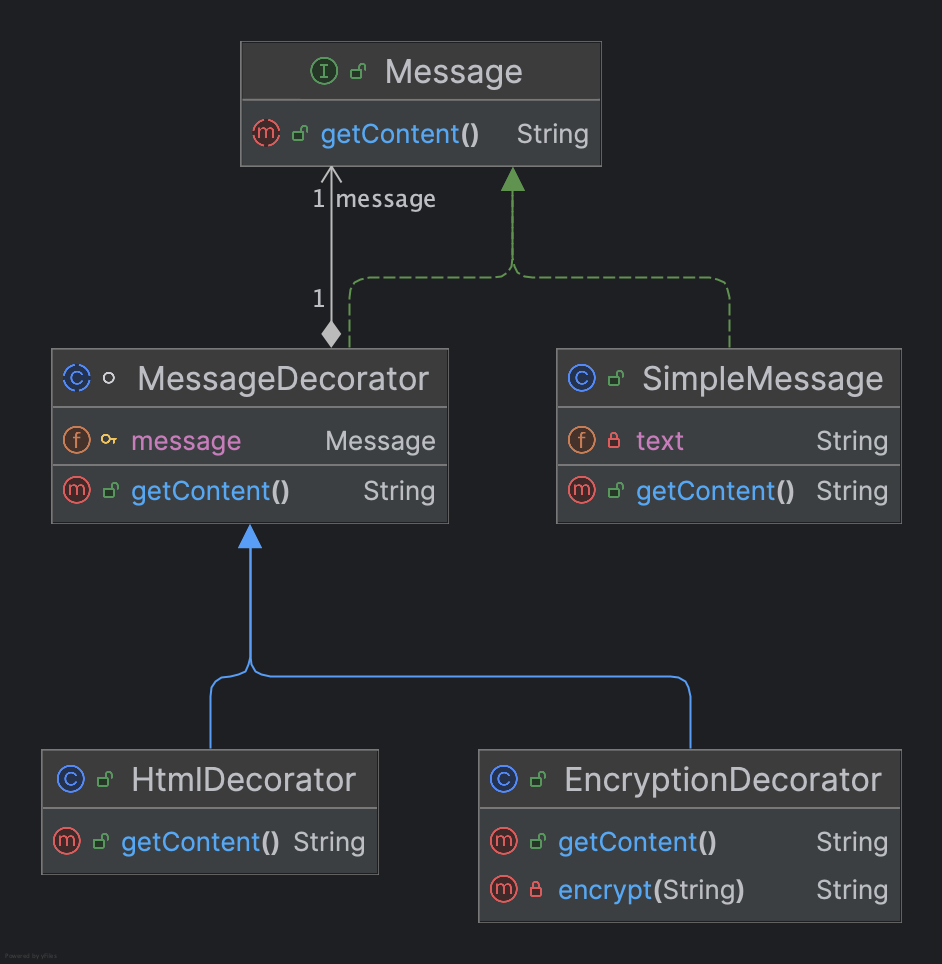 I Message
m getContent() String
1 message
1
C MessageDecorator
f message Message
m getContent() String
C SimpleMessage
f text String
m getContent() String
C HtmlDecorator
m getContent() String
C EncryptionDecorator
m getContent() String
m encrypt(String) String
Powered by yFiles